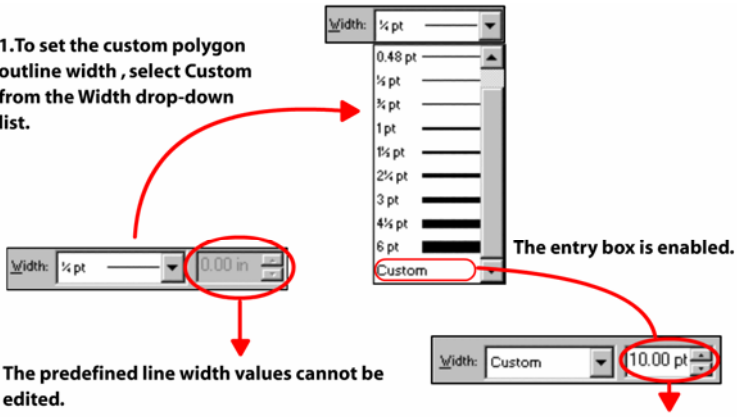 1.To set the custom polygon
outline width , select Custom
from the Width drop-down
list.
Width: ¼ pt
0.48 pt
½ pt
¾ pt
1 pt
1½ pt
2¼ pt
3 pt
4½ pt
6 pt
Custom
The entry box is enabled.
Width: ¼ pt 0.00 in
Width: Custom 10.00 pt
The predefined line width values cannot be
edited.